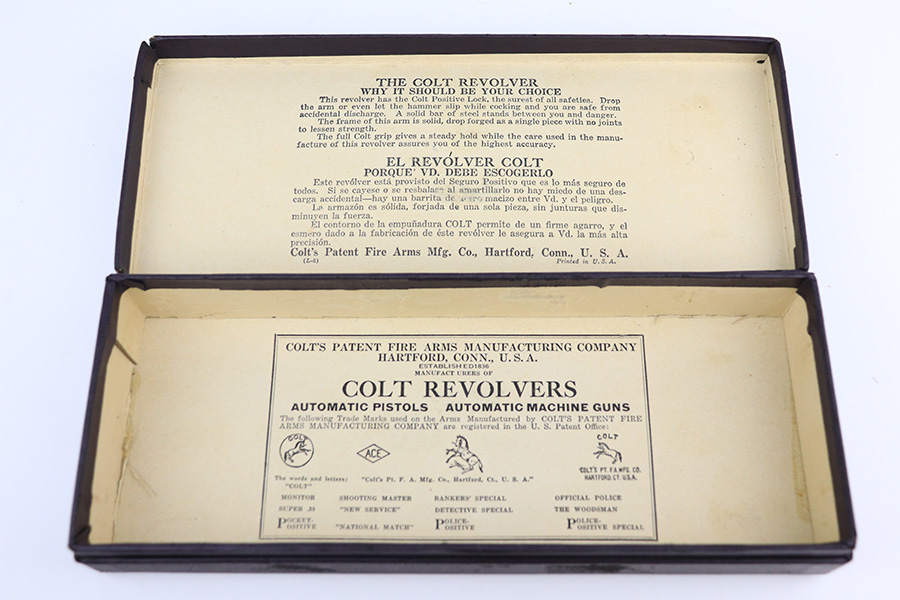 THE COLT REVOLVER
WHY IT SHOULD BE YOUR CHOICE
This revolver has the Colt Positive Lock, the surest of all safeties. Drop
the arm or even let the hammer slip while cocking and you are safe from
accidental discharge. A solid bar of steel stands between you and danger.
The frame of this arm is solid, drop forged as a single piece with no joints
to lessen strength.
The full Colt grip gives a steady hold while the care used in the manu-
facture of this revolver assures you of the highest accuracy.
EL REVÓLVER COLT
PORQUE' VD. DEBE ESCOGERLO
Este revólver está provisto del Seguro Positivo que es lo más seguro de
todos. Si se cayese o se resbalase al amartillarlo no hay miedo de una des-
carga accidental—hay una barrita de acero macizo entre Vd. y el peligro.
La armazón es sólida, forjada de una sola pieza, sin junturas que dis-
minuyen la fuerza.
El contorno de la empuñadura COLT permite de un firme agarro, y el
esmero dado a la fabricación de éste revólver le asegura a Vd. la más alta
precisión.
Colt's Patent Fire Arms Mfg. Co., Hartford, Conn., U. S. A.
(L-6) Printed in U. S. A.
COLT'S PATENT FIRE ARMS MANUFACTURING COMPANY
HARTFORD, CONN., U. S. A.
ESTABLISHED 1836
MANUFACTURERS OF
COLT REVOLVERS
AUTOMATIC PISTOLS AUTOMATIC MACHINE GUNS
The following Trade Marks used on the Arms Manufactured by COLT'S PATENT FIRE
ARMS MANUFACTURING COMPANY are registered in the U. S. Patent Office:
COLT ACE COLT
COLT'S PT. F.A. MFG. CO.
HARTFORD, CT. U.S.A.
The words and letters: "Colt's Pt. F. A. Mfg. Co., Hartford, Ct., U. S. A."
"COLT"
MONITOR SHOOTING MASTER BANKERS' SPECIAL OFFICIAL POLICE
SUPER .38 "NEW SERVICE" DETECTIVE SPECIAL THE WOODSMAN
POCKET-OSITIVE "NATIONAL MATCH" POLICE-OSITIVE POLICE-OSITIVE SPECIAL